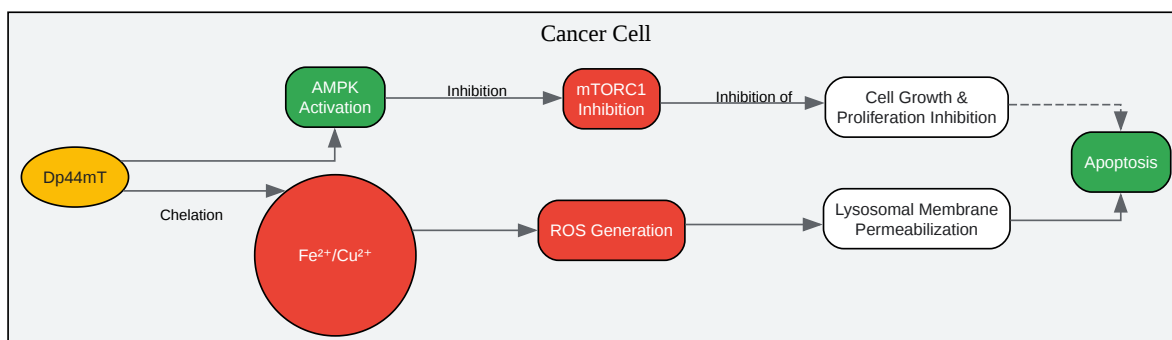 Cancer Cell
AMPK
Activation
Inhibition
mTORC1
Inhibition
Inhibition of
Cell Growth &
Proliferation Inhibition
Apoptosis
Dp44mT
Chelation
Fe²⁺/Cu²⁺
ROS Generation
Lysosomal Membrane
Permeabilization